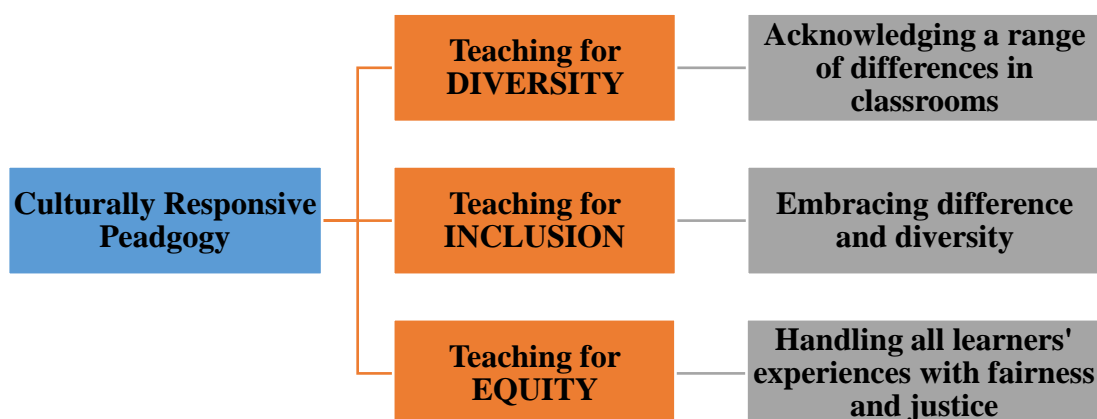 Culturally Responsive
Peadgogy
Teaching for
DIVERSITY
Acknowledging a range
of differences in
classrooms
Teaching for
INCLUSION
Embracing difference
and diversity
Teaching for
EQUITY
Handling all learners'
experiences with fairness
and justice